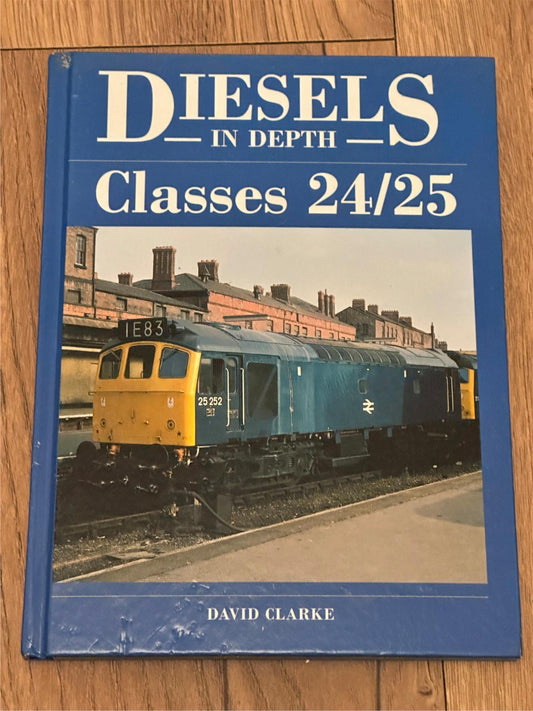 DIESELS
IN DEPTH
Classes 24/25
1E83
25 252
DAVID CLARKE